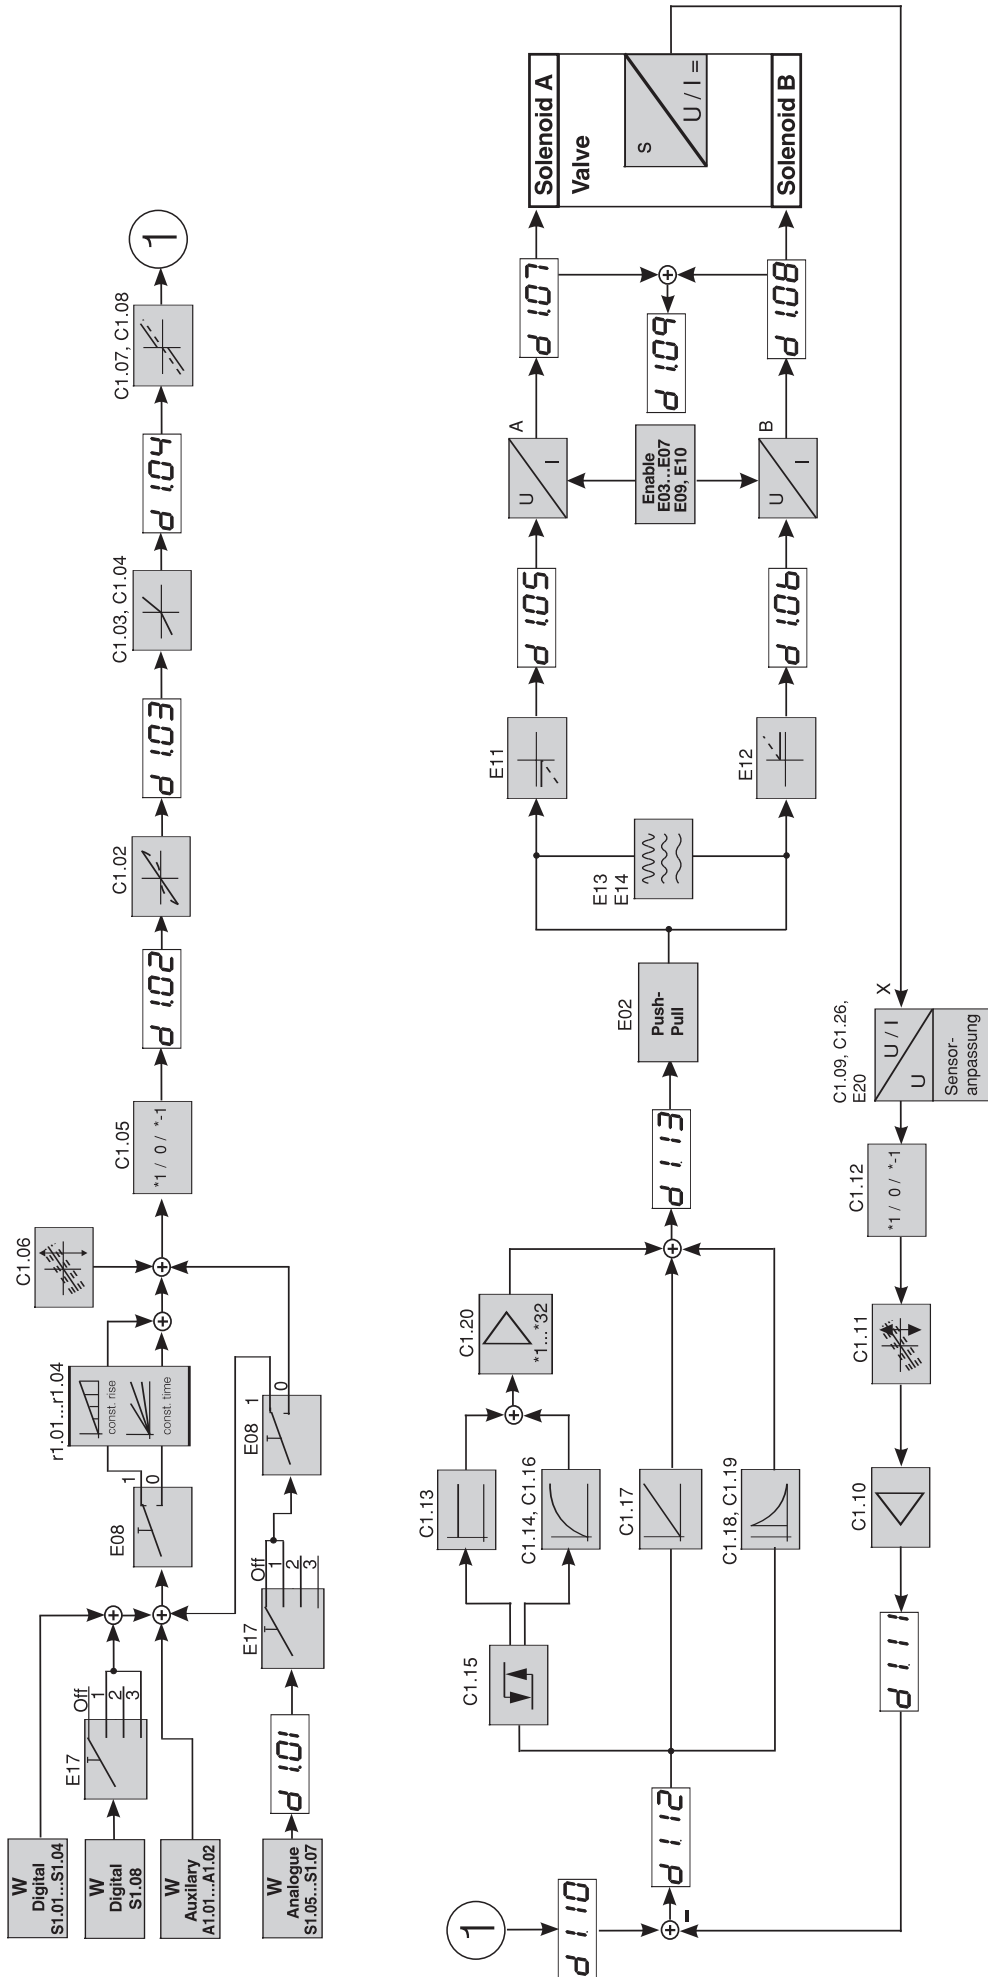 W
Digital
S1.01...S1.04
W
Digital
S1.08
W
Auxilary
A1.01...A1.02
W
Analogue
S1.05...S1.07
E17
Off
1
2
3
d 1.01
E17
Off
1
2
3
E08
1
0
E08
1
0
r1.01...r1.04
const. rise
const. time
C1.06
C1.05
*1 / 0 / *-1
d 1.02
C1.02
d 1.03
C1.03, C1.04
d 1.04
C1.07, C1.08
1
1
d 1.10
-
d 1.12
C1.15
C1.13
C1.14, C1.16
C1.17
C1.18, C1.19
C1.20
*1... *32
d 1.13
E02
Push-
Pull
E13
E14
E11
E12
d 1.05
d 1.06
U
I
A
Enable
E03...E07
E09, E10
U
I
B
d 1.07
d 1.09
d 1.08
Solenoid A
Valve
s
U / I =
Solenoid B
X
C1.09, C1.26,
E20
U / I
U
Sensor-
anpassung
C1.12
*1 / 0 / *-1
C1.11
C1.10
d 1.11